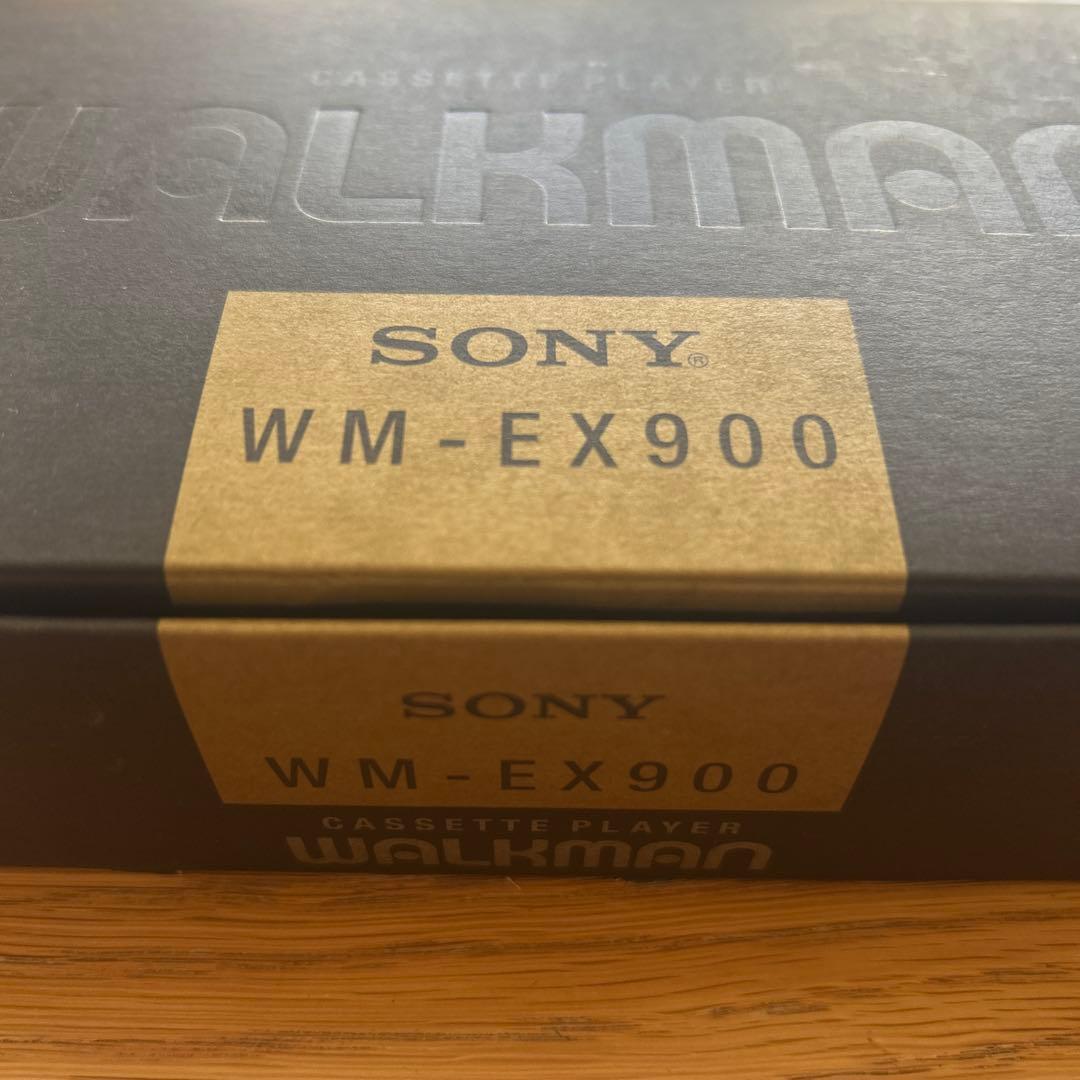 CASSETTE PLAYER
WALKMAN
SONY®
WM-EX900
SONY
WM-EX900
CASSETTE PLAYER
WALKMAN